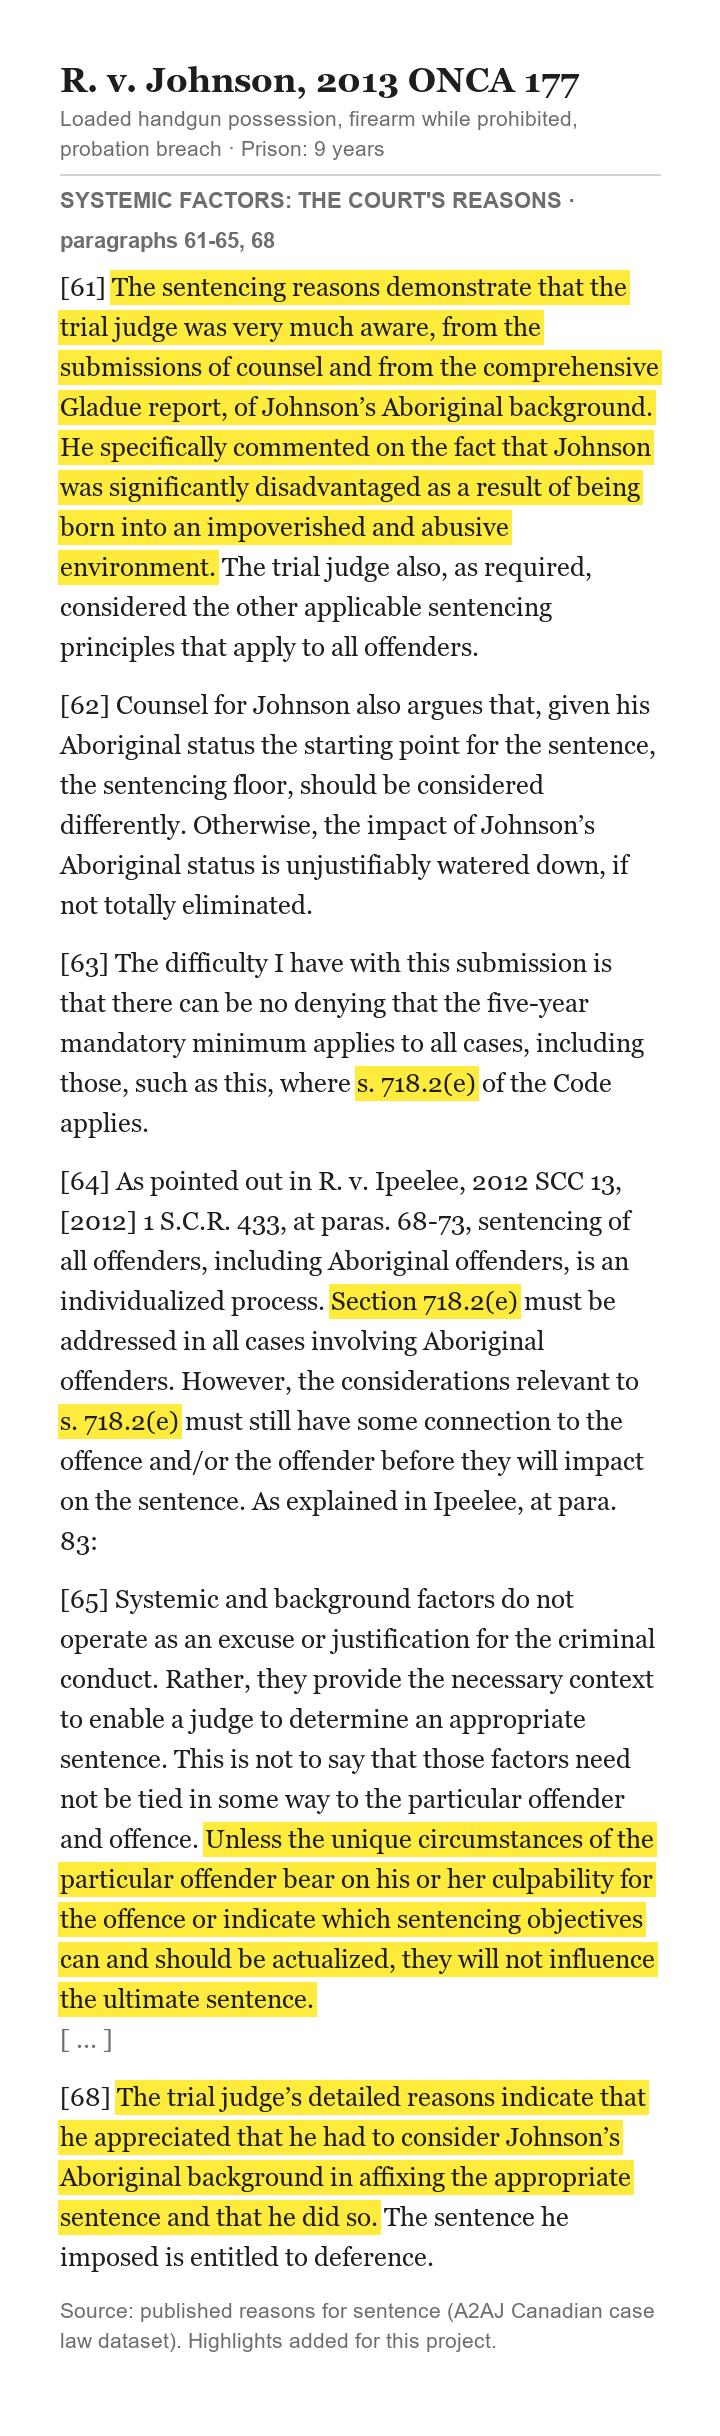 R. v. Johnson, 2013 ONCA 177
Loaded handgun possession, firearm while prohibited,
probation breach · Prison: 9 years
SYSTEMIC FACTORS: THE COURT'S REASONS ·
paragraphs 61-65, 68
[61] The sentencing reasons demonstrate that the
trial judge was very much aware, from the
submissions of counsel and from the comprehensive
Gladue report, of Johnson’s Aboriginal background.
He specifically commented on the fact that Johnson
was significantly disadvantaged as a result of being
born into an impoverished and abusive
environment. The trial judge also, as required,
considered the other applicable sentencing
principles that apply to all offenders.
[62] Counsel for Johnson also argues that, given his
Aboriginal status the starting point for the sentence,
the sentencing floor, should be considered
differently. Otherwise, the impact of Johnson’s
Aboriginal status is unjustifiably watered down, if
not totally eliminated.
[63] The difficulty I have with this submission is
that there can be no denying that the five-year
mandatory minimum applies to all cases, including
those, such as this, where s. 718.2(e) of the Code
applies.
[64] As pointed out in R. v. Ipeelee, 2012 SCC 13,
[2012] 1 S.C.R. 433, at paras. 68-73, sentencing of
all offenders, including Aboriginal offenders, is an
individualized process. Section 718.2(e) must be
addressed in all cases involving Aboriginal
offenders. However, the considerations relevant to
s. 718.2(e) must still have some connection to the
offence and/or the offender before they will impact
on the sentence. As explained in Ipeelee, at para.
83:
[65] Systemic and background factors do not
operate as an excuse or justification for the criminal
conduct. Rather, they provide the necessary context
to enable a judge to determine an appropriate
sentence. This is not to say that those factors need
not be tied in some way to the particular offender
and offence. Unless the unique circumstances of the
particular offender bear on his or her culpability for
the offence or indicate which sentencing objectives
can and should be actualized, they will not influence
the ultimate sentence.
[ ... ]
[68] The trial judge’s detailed reasons indicate that
he appreciated that he had to consider Johnson’s
Aboriginal background in affixing the appropriate
sentence and that he did so. The sentence he
imposed is entitled to deference.
Source: published reasons for sentence (A2AJ Canadian case
law dataset). Highlights added for this project.